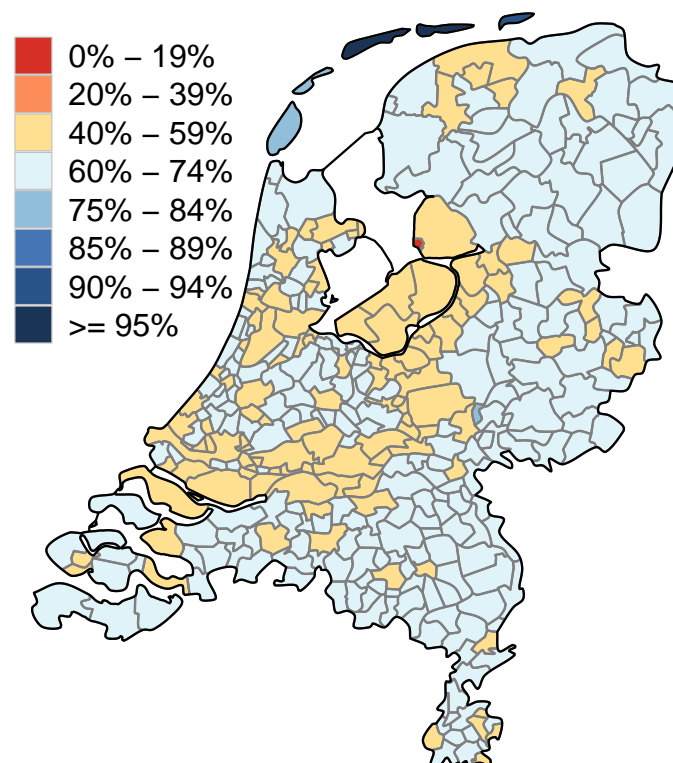 0% – 19%
20% – 39%
40% – 59%
60% – 74%
75% – 84%
85% – 89%
90% – 94%
>= 95%